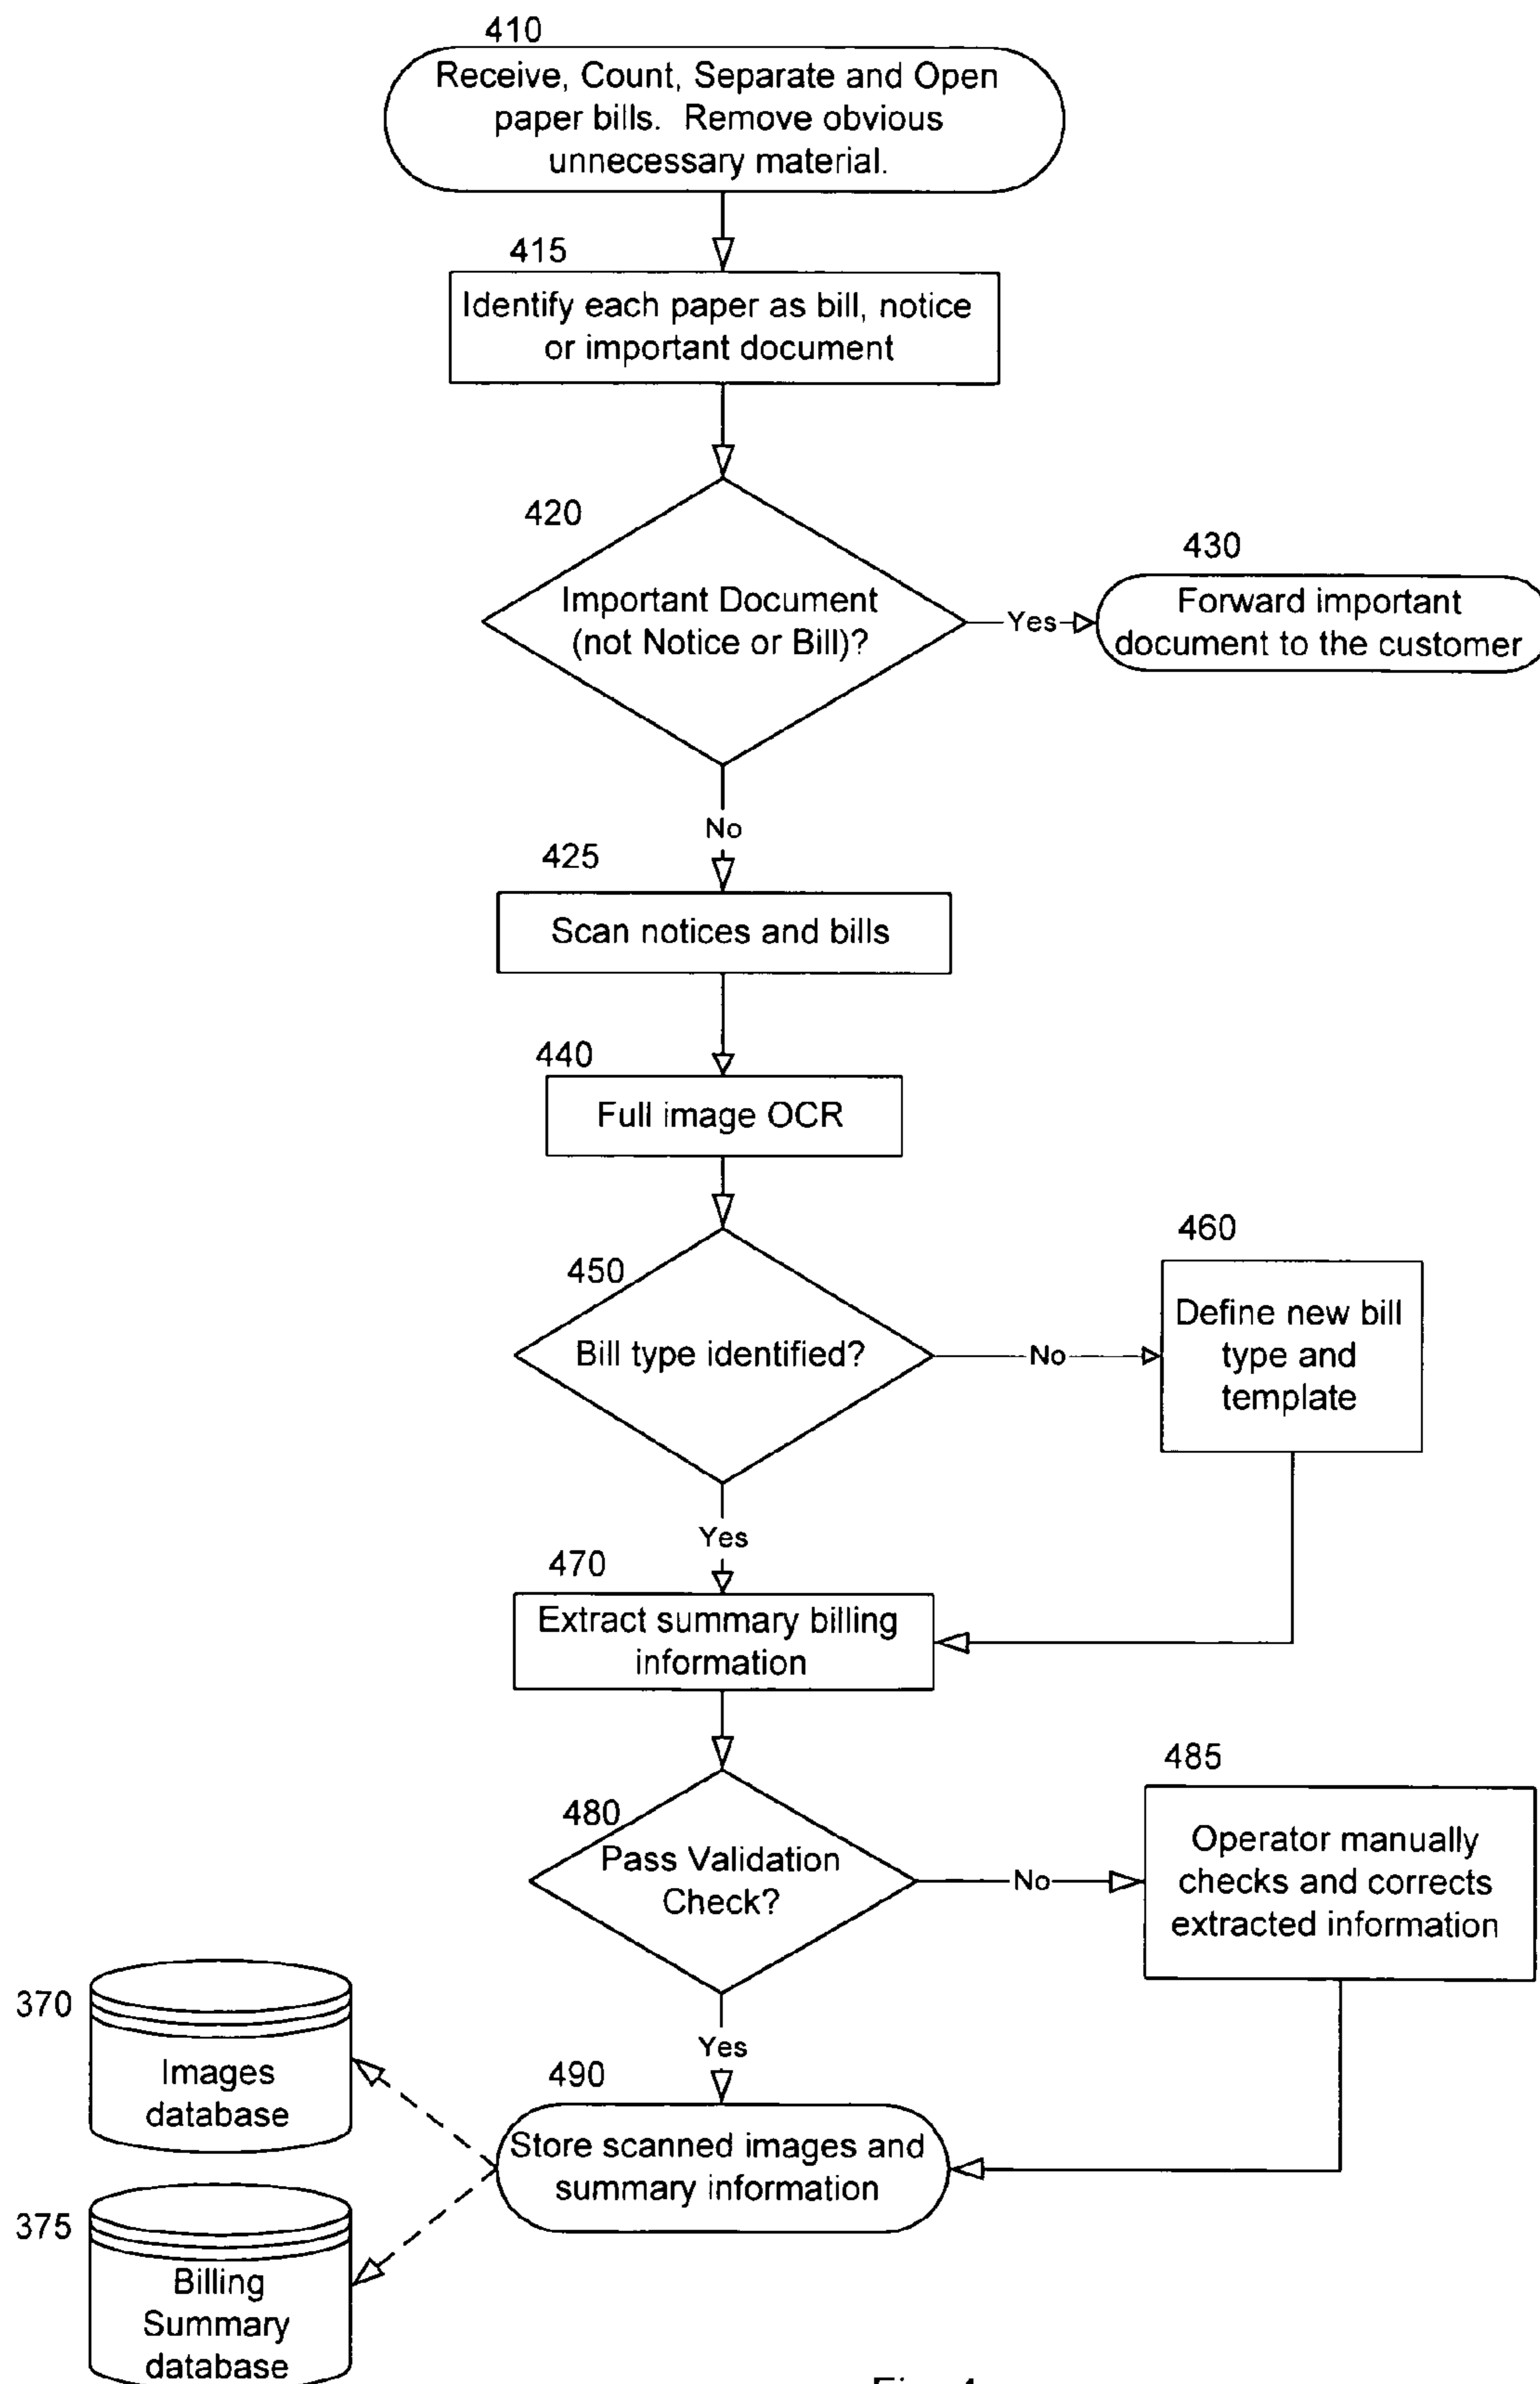 410
Receive, Count, Separate and Open
paper bills. Remove obvious
unnecessary material.
415
Identify each paper as bill, notice
or important document
420
Important Document
(not Notice or Bill)?
Yes
430
Forward important
document to the customer
No
425
Scan notices and bills
440
Full image OCR
450
Bill type identified?
No
460
Define new bill
type and
template
Yes
470
Extract summary billing
information
480
Pass Validation
Check?
No
485
Operator manually
checks and corrects
extracted information
Yes
490
Store scanned images and
summary information
370
Images
database
375
Billing
Summary
database